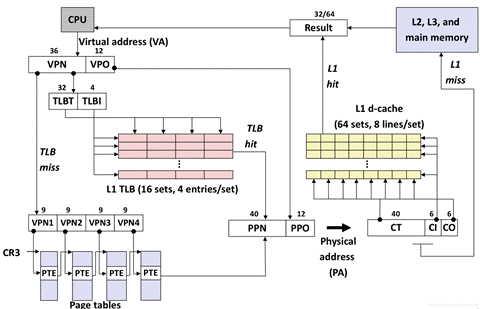 CPU
32/64
Result
L2, L3, and
main memory
Virtual address (VA)
36
12
VPN
VPO
32
4
TLBT
TLBI
TLB
miss
TLB
hit
L1
hit
L1
miss
L1 d-cache
(64 sets, 8 lines/set)
...
...
L1 TLB (16 sets, 4 entries/set)
9
9
9
9
VPN1
VPN2
VPN3
VPN4
40
12
PPN
PPO
40
6
6
CT
CI
CO
Physical
address
(PA)
CR3
PTE
PTE
PTE
PTE
Page tables